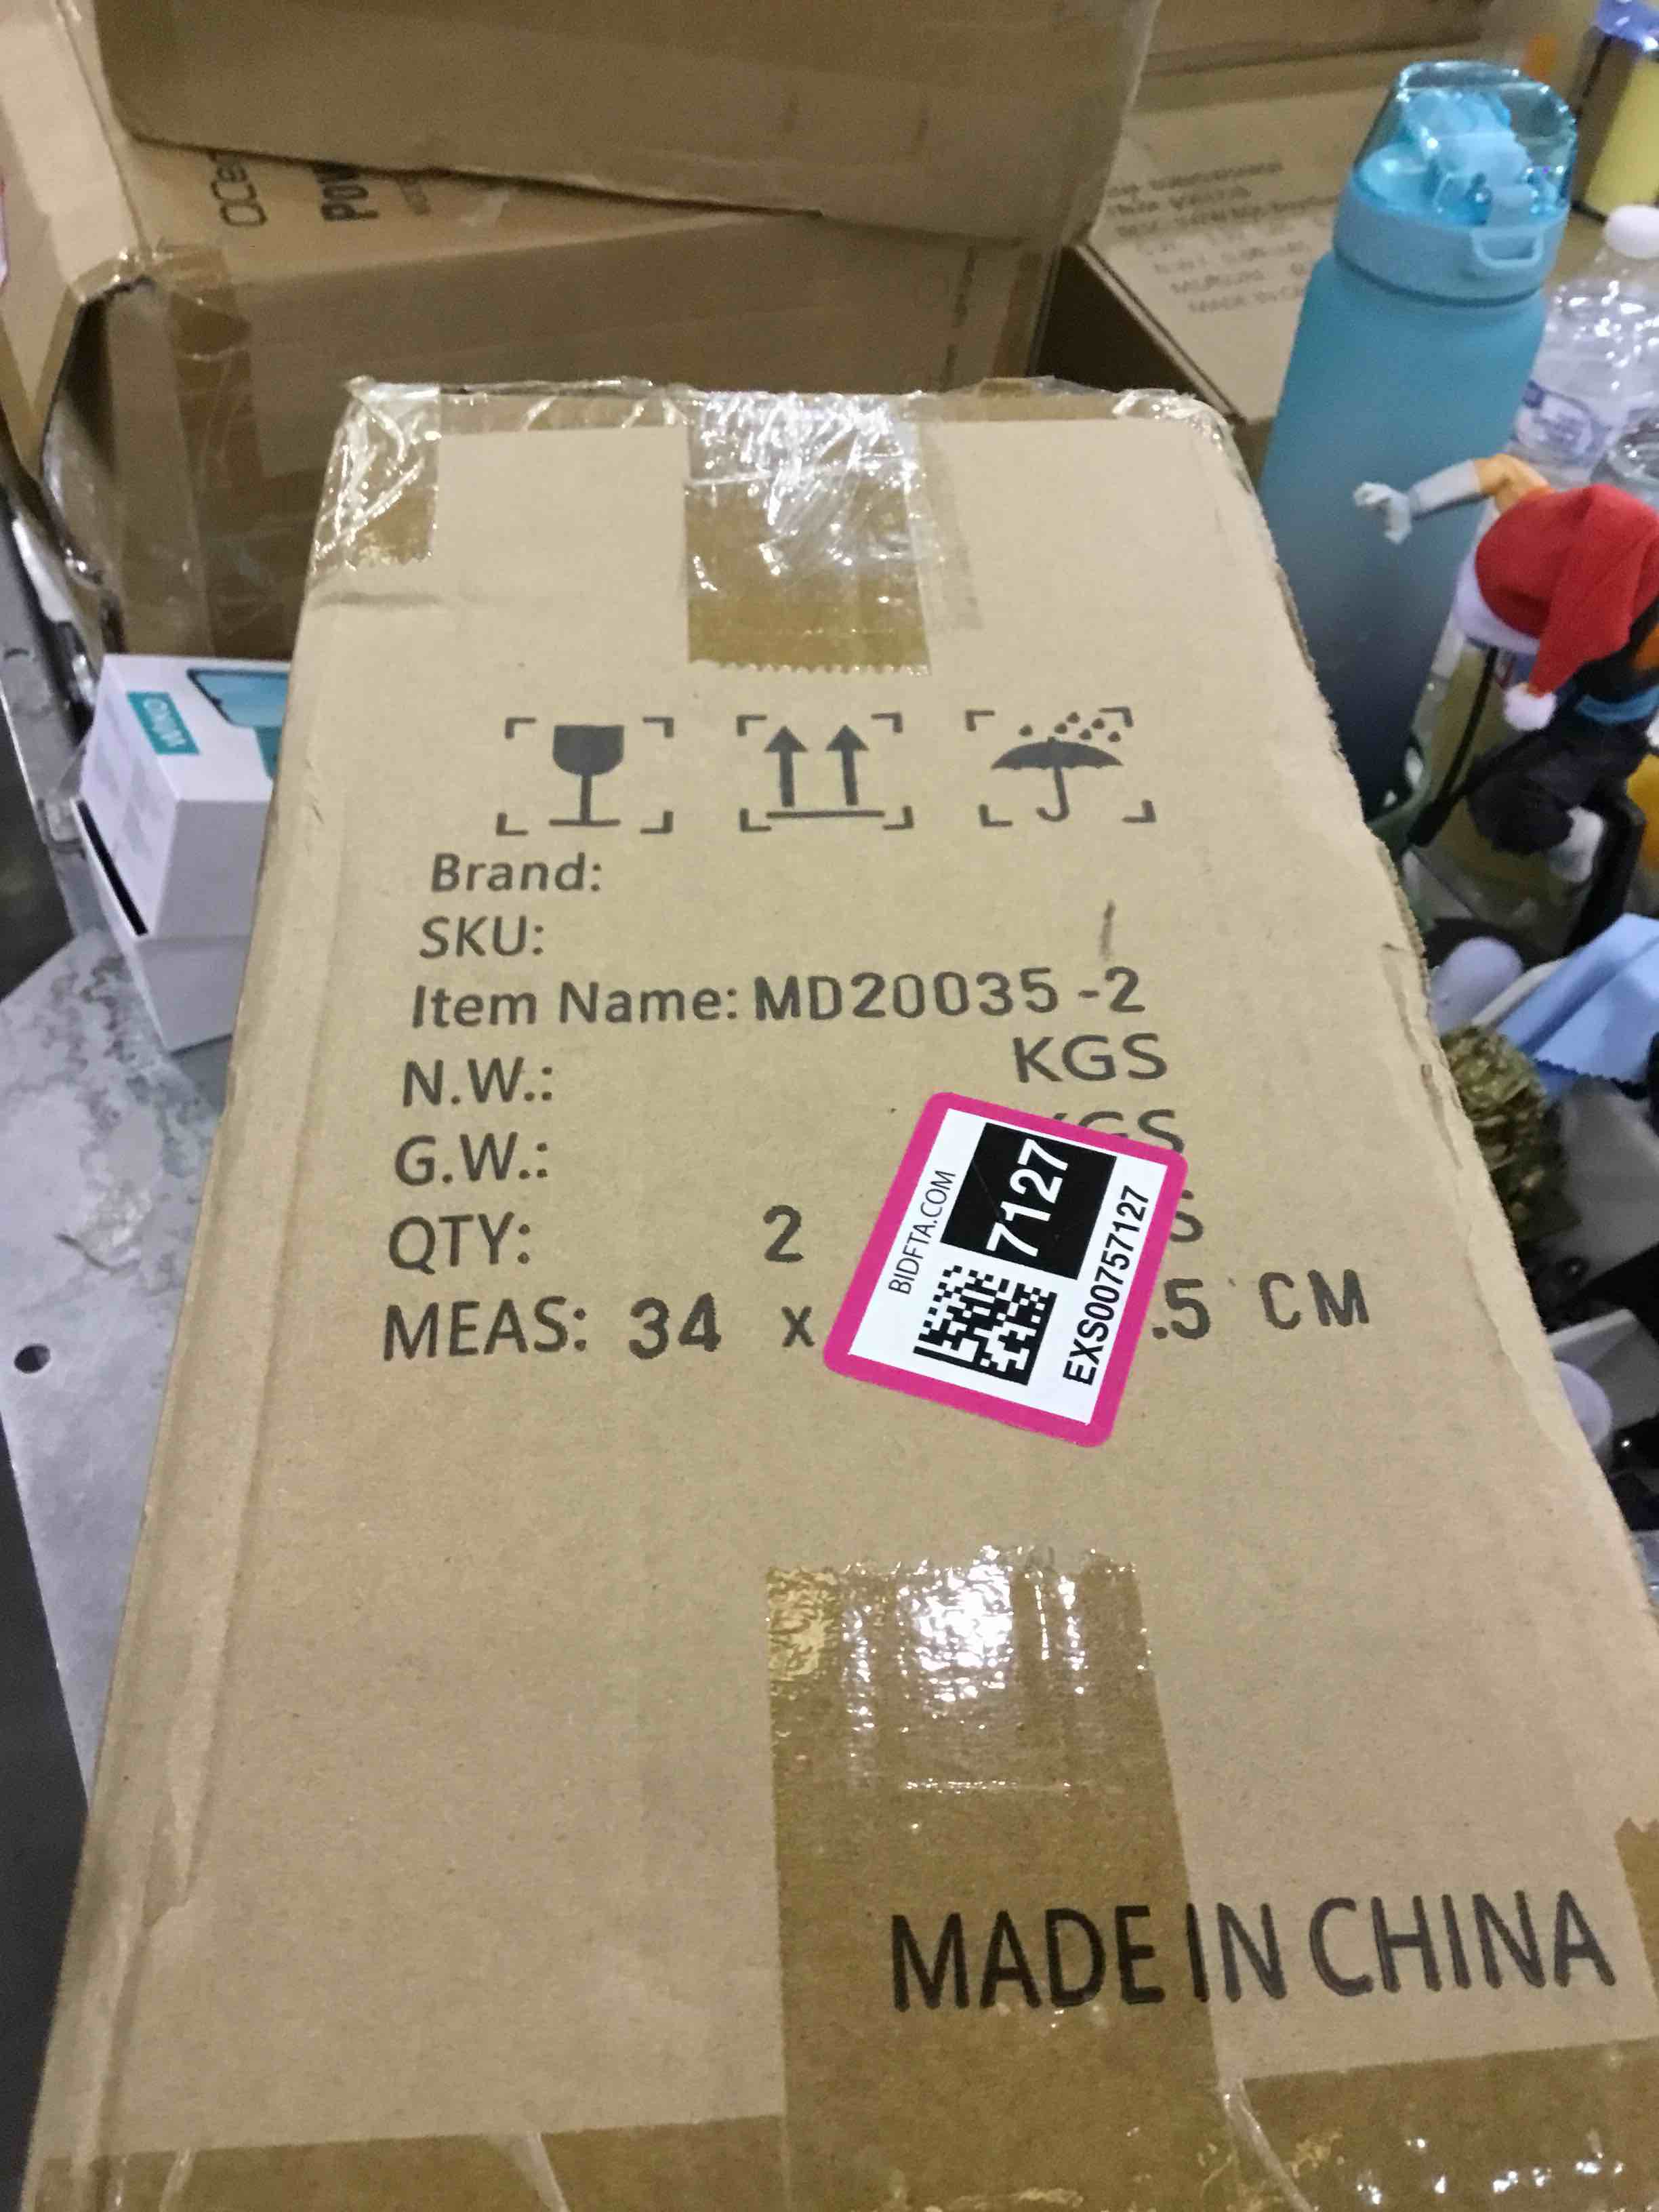 Brand:
SKU:
Item Name: MD20035-2
N.W.: KGS
G.W.: KGS
QTY: 2 S
MEAS: 34 x .5 CM
BIDFTA.COM
7127
EXS00757127
MADE IN CHINA